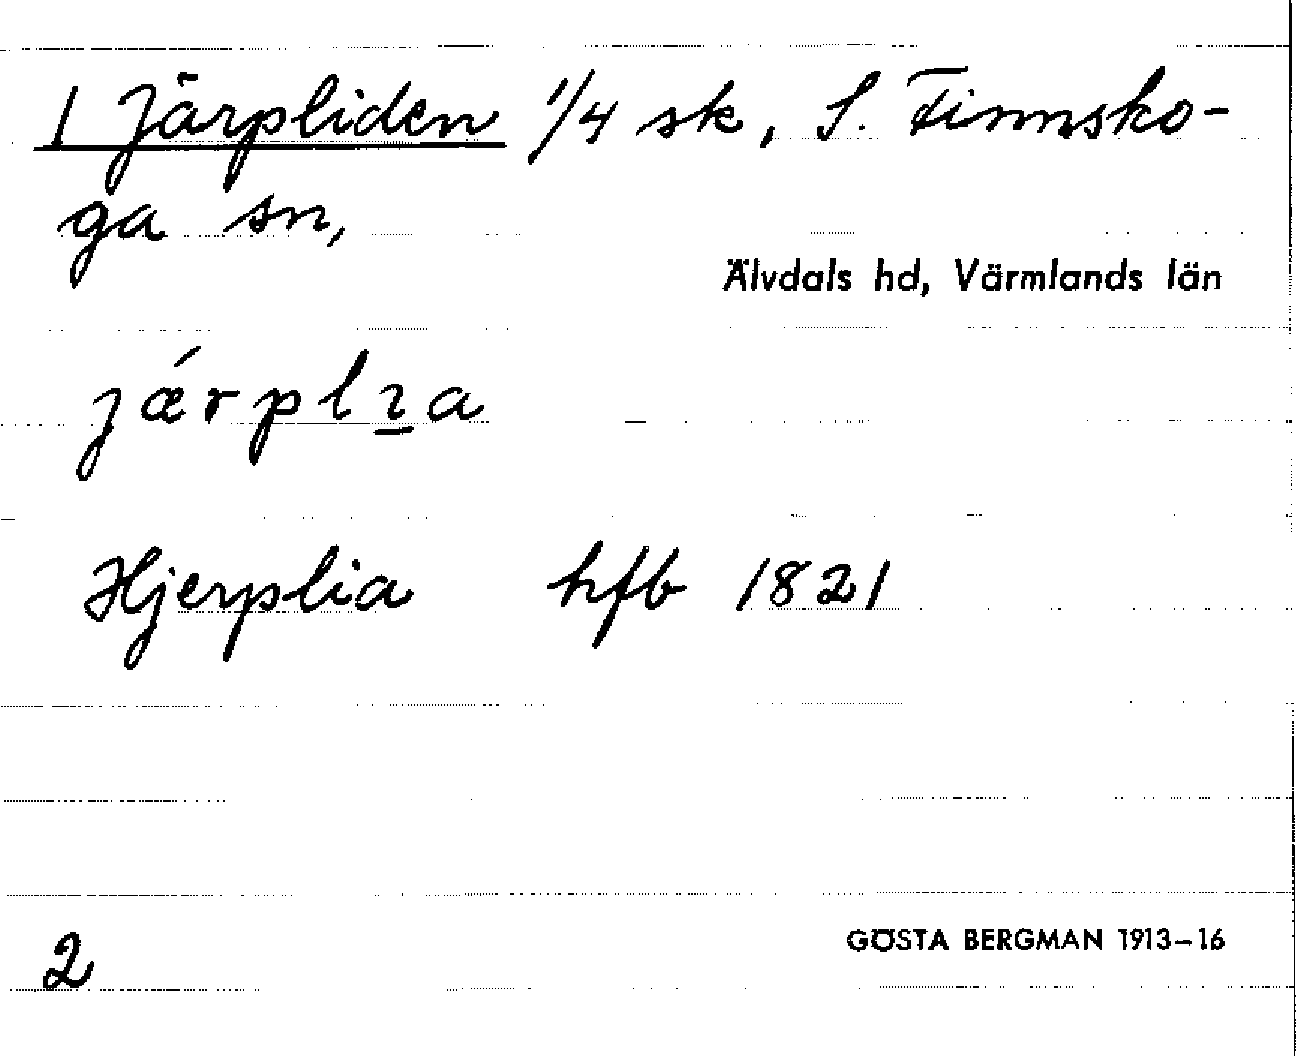 1 Järpliden 1/4 sk, S. Finnsko-
ga sn,
Älvdals hd, Värmlands län
jǽrplı̲a
Hjerplia hfb 1821
2
GÖSTA BERGMAN 1913–16